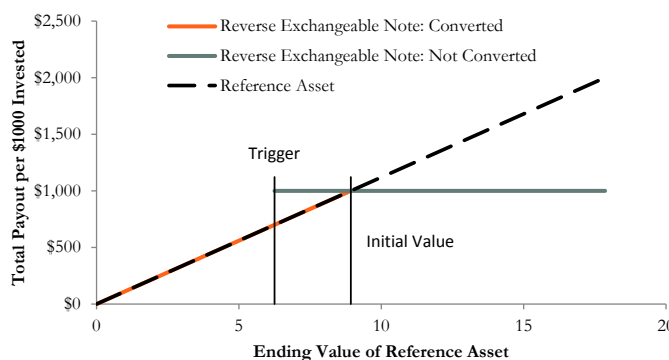 $2,500
$2,000
$1,500
$1,000
$500
$0
Total Payout per $1000 Invested
Reverse Exchangeable Note: Converted
Reverse Exchangeable Note: Not Converted
Reference Asset
Trigger
Initial Value
0
5
10
15
20
Ending Value of Reference Asset